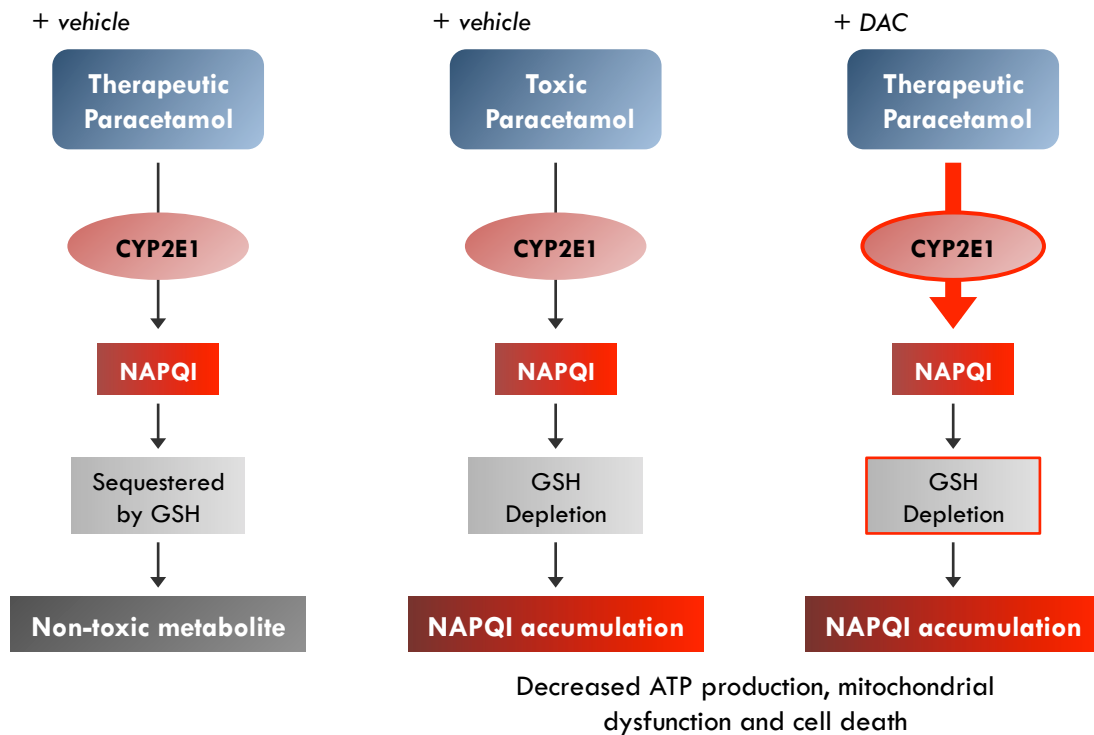 + vehicle
Therapeutic
Paracetamol
CYP2E1
NAPQI
Sequestered
by GSH
Non-toxic metabolite
+ vehicle
Toxic
Paracetamol
CYP2E1
NAPQI
GSH
Depletion
NAPQI accumulation
+ DAC
Therapeutic
Paracetamol
CYP2E1
NAPQI
GSH
Depletion
NAPQI accumulation
Decreased ATP production, mitochondrial
dysfunction and cell death